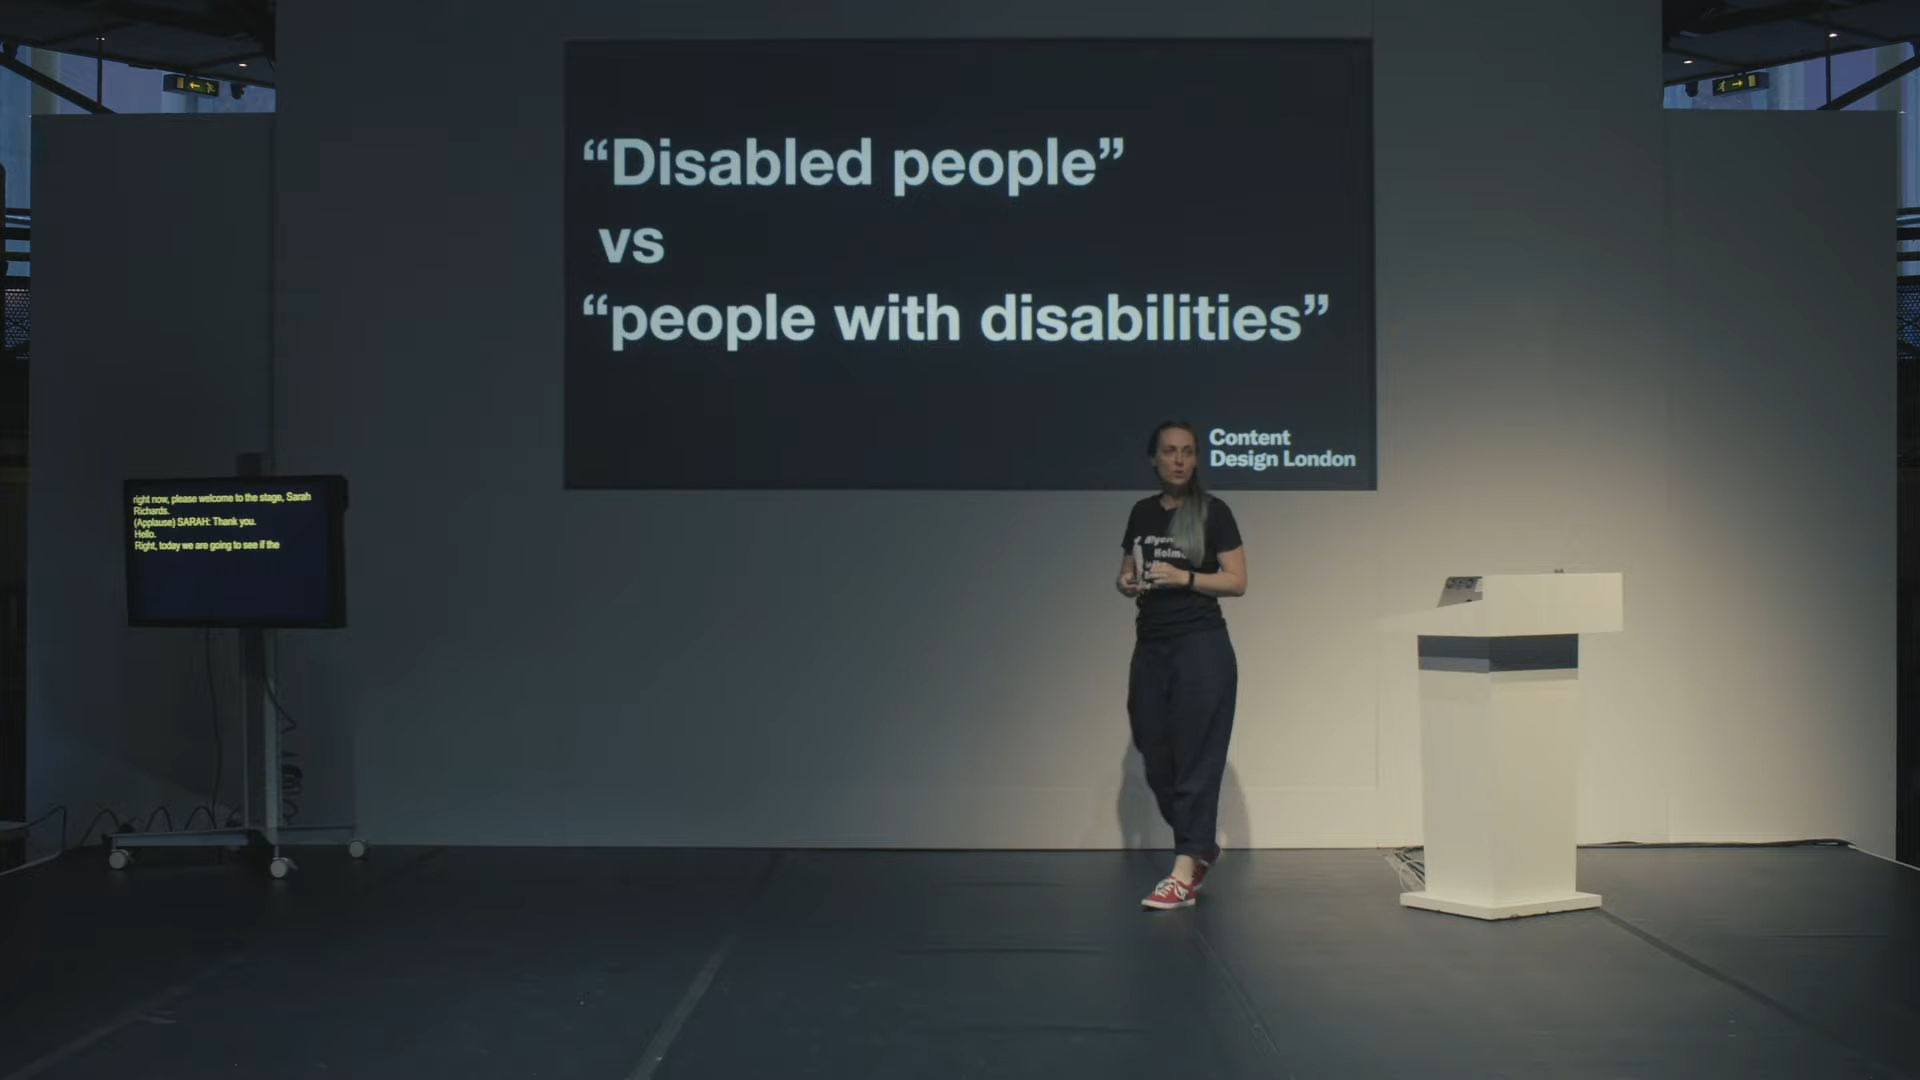 “Disabled people”
vs
“people with disabilities”
Content
Design London
right now, please welcome to the stage, Sarah
Richards.
(Applause) SARAH: Thank you.
Hello.
Right, today we are going to see if the